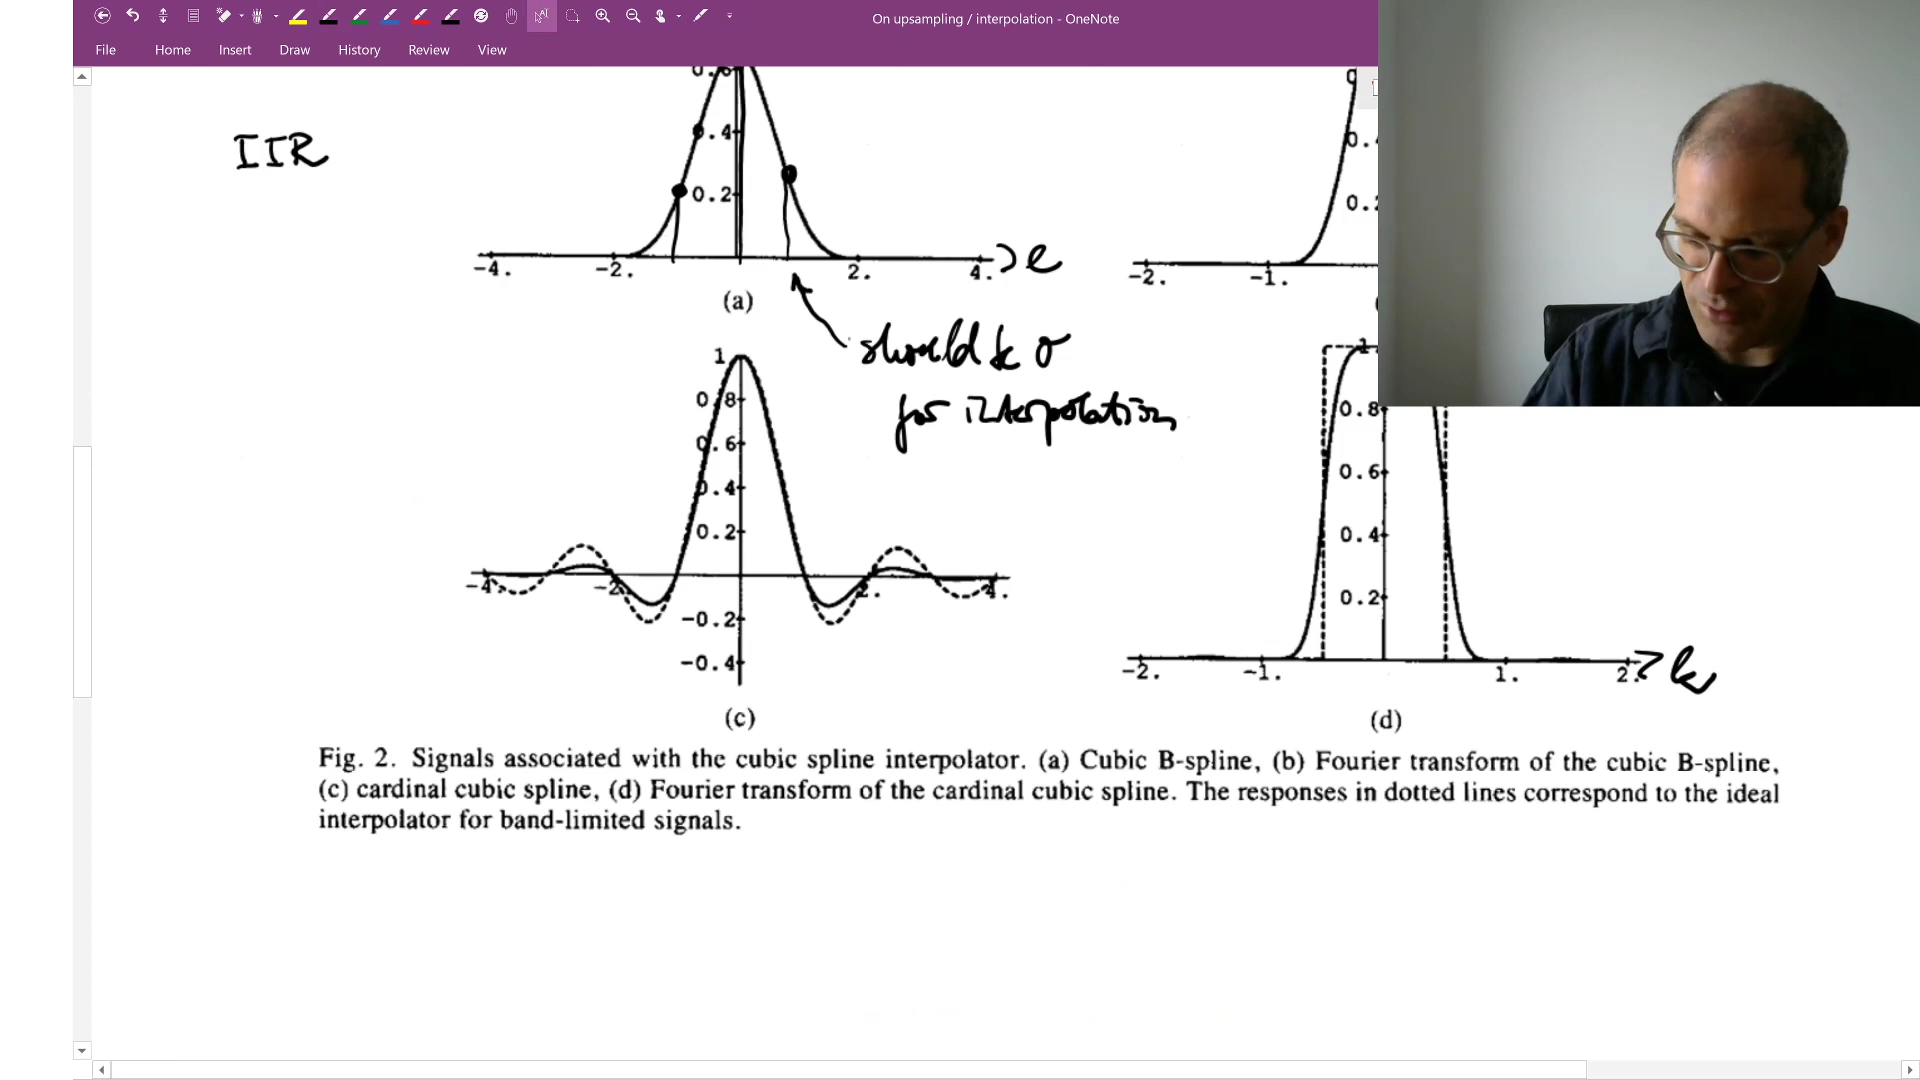 On upsampling / interpolation - OneNote
File Home Insert Draw History Review View
IIR
0.4
0.2
-4. -2. 2. 4.
(a)
0.
0.2
-2. -1.
should be 0
for interpolation
1
0.8
0.6
0.4
0.2
-4. -2. 2. 4.
-0.2
-0.4
(c)
1
0.8
0.6
0.4
0.2
-2. -1. 1. 2. k
(d)
Fig. 2. Signals associated with the cubic spline interpolator. (a) Cubic B-spline, (b) Fourier transform of the cubic B-spline,
(c) cardinal cubic spline, (d) Fourier transform of the cardinal cubic spline. The responses in dotted lines correspond to the ideal
interpolator for band-limited signals.